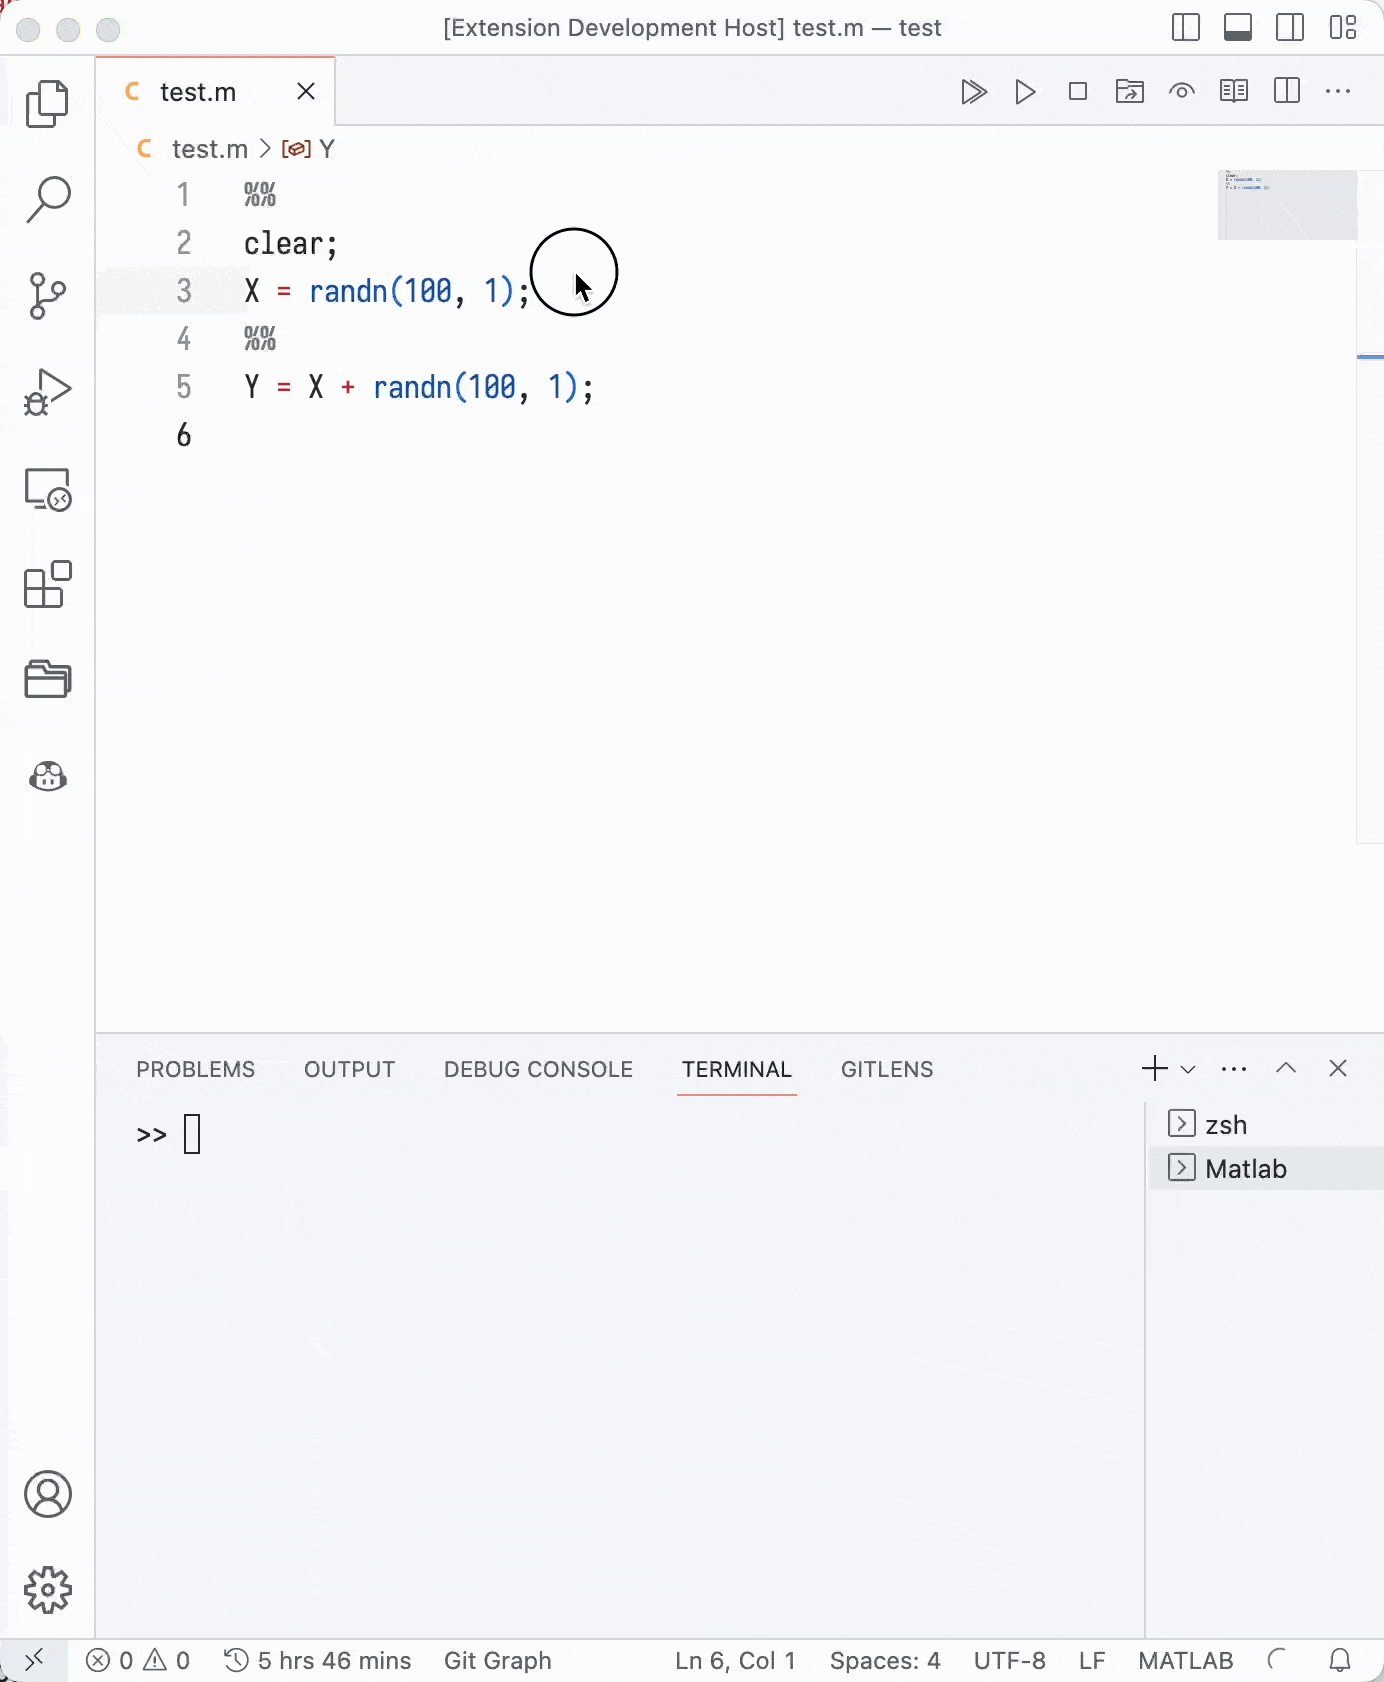 [Extension Development Host] test.m — test
C test.m
C test.m > Y
1 %%
2 clear;
3 X = randn(100, 1);
4 %%
5 Y = X + randn(100, 1);
6
PROBLEMS OUTPUT DEBUG CONSOLE TERMINAL GITLENS
>>
zsh
Matlab
0 0 5 hrs 46 mins Git Graph Ln 6, Col 1 Spaces: 4 UTF-8 LF MATLAB